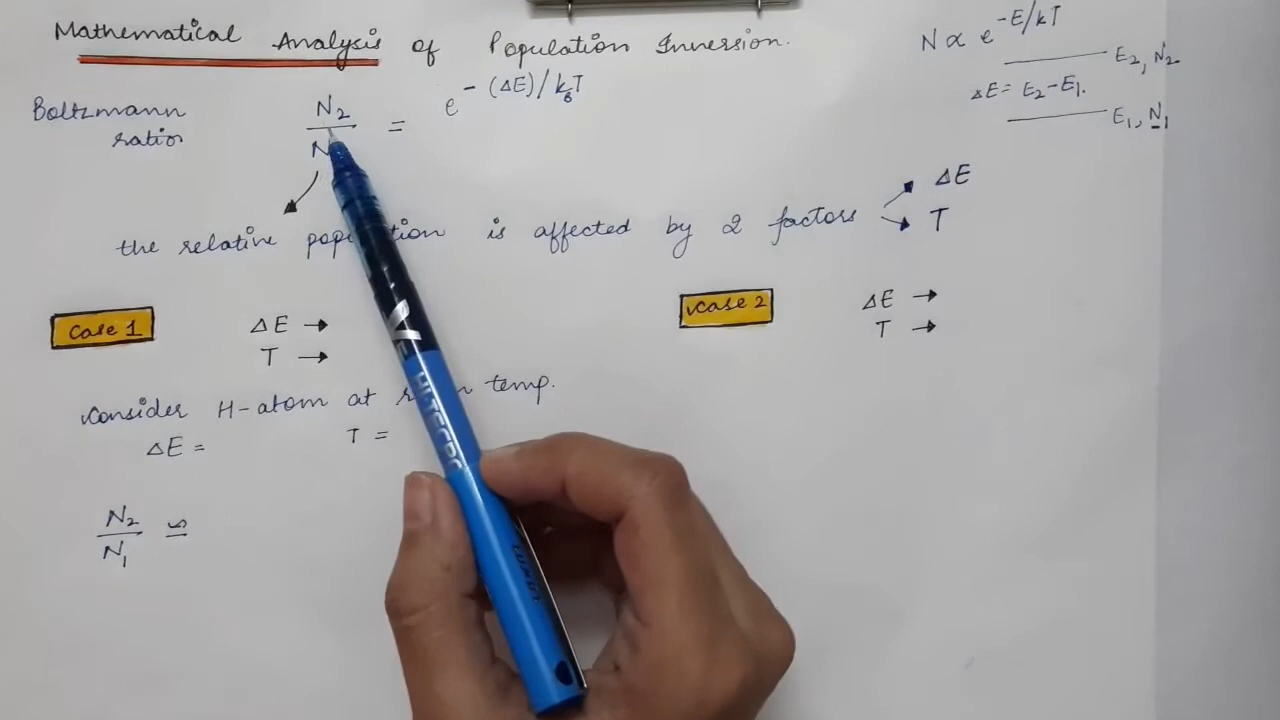 Mathematical Analysis of Population Inversion.
N ∝ e^{-E/kT}
E₂, N₂
ΔE = E₂-E₁.
E₁, N₁
Boltzmann
ratio
N₂
= e^{-(ΔE)/k_BT}
N
ΔE
T
the relative population is affected by 2 factors
Case 1
ΔE →
T →
Case 2
ΔE →
T →
Consider H-atom at temp.
ΔE = T =
N₂
N₁ ≃
HI-TECPO